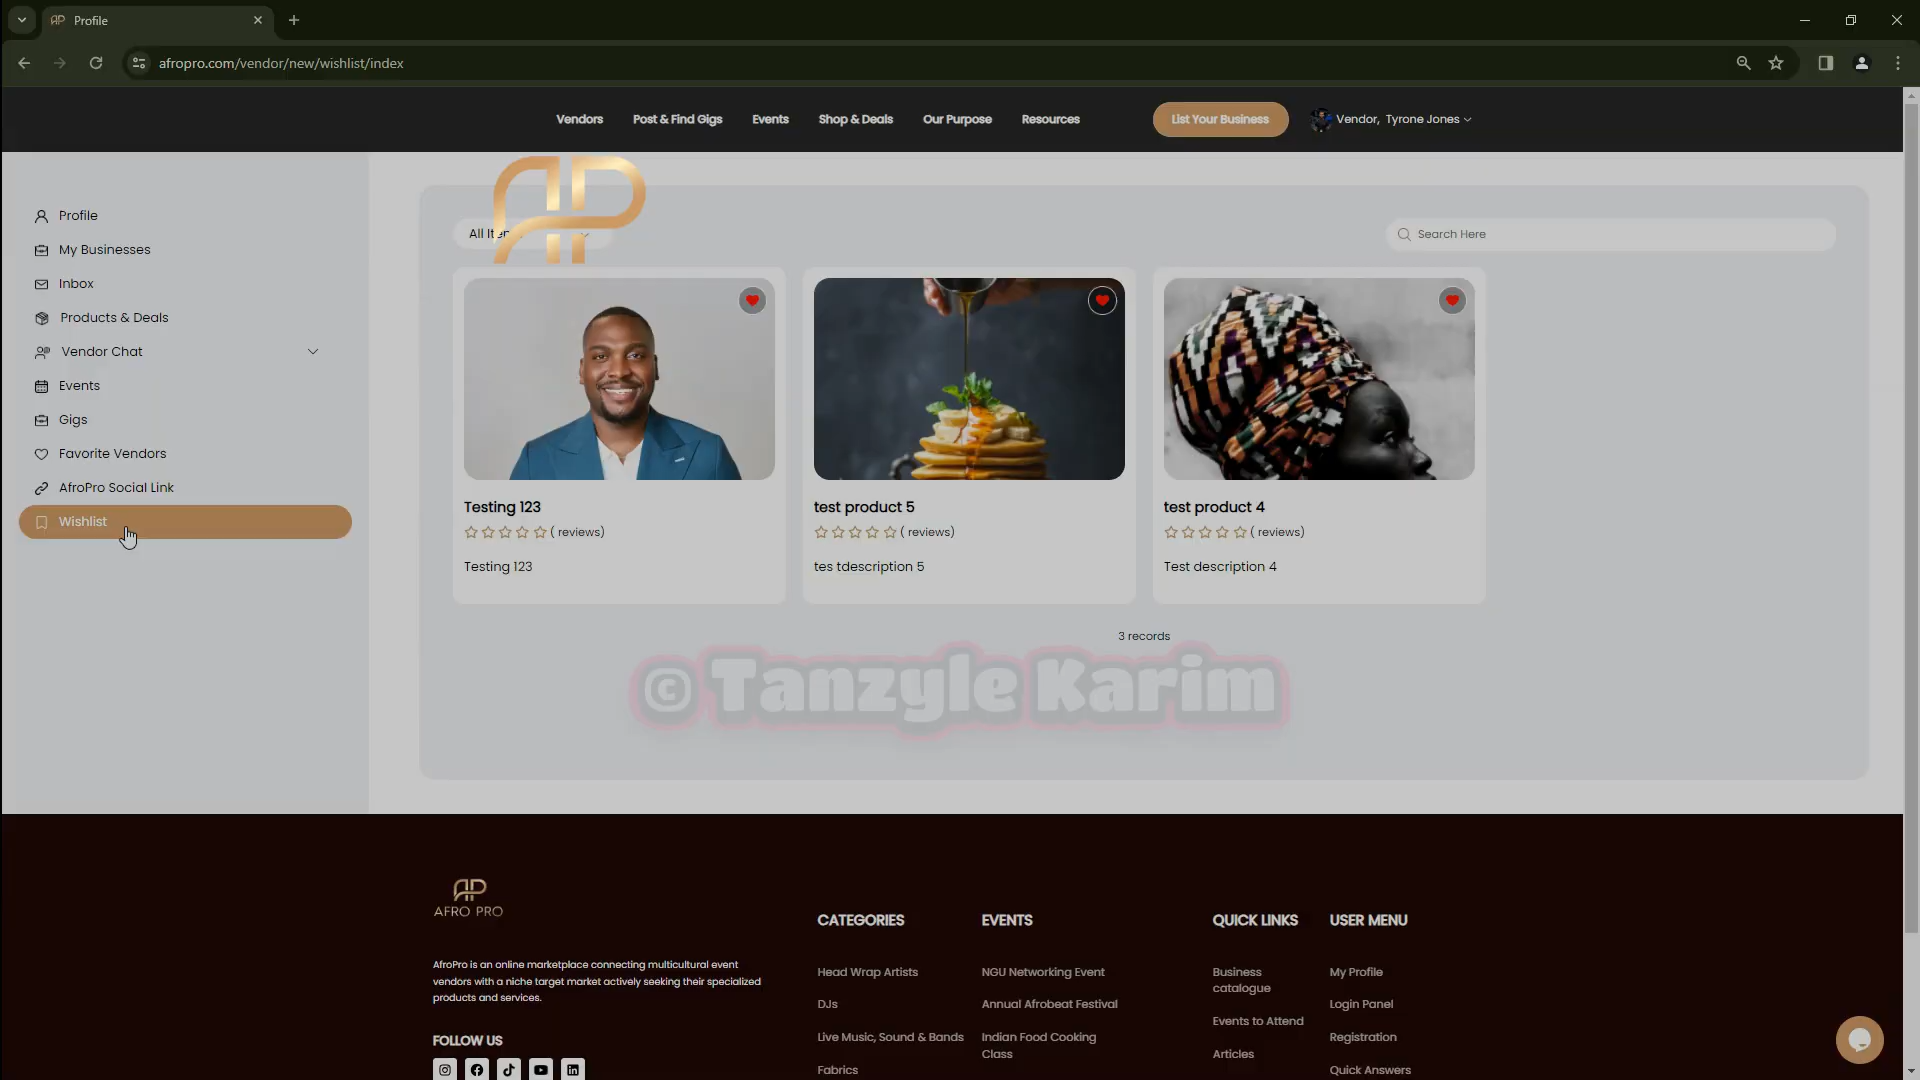 Profile
afropro.com/vendor/new/wishlist/index
Vendors
Post & Find Gigs
Events
Shop & Deals
Our Purpose
Resources
List Your Business
Vendor, Tyrone Jones
Profile
My Businesses
Inbox
Products & Deals
Vendor Chat
Events
Gigs
Favorite Vendors
AfroPro Social Link
Wishlist
Search Here
Testing 123
( reviews)
Testing 123
test product 5
( reviews)
tes tdescription 5
test product 4
( reviews)
Test description 4
3 records
© Tanzyle Karim
AFRO PRO
AfroPro is an online marketplace connecting multicultural event
vendors with a niche target market actively seeking their specialized
products and services.
FOLLOW US
CATEGORIES
Head Wrap Artists
DJs
Live Music, Sound & Bands
Fabrics
EVENTS
NGU Networking Event
Annual Afrobeat Festival
Indian Food Cooking
Class
QUICK LINKS
Business
catalogue
Events to Attend
Articles
USER MENU
My Profile
Login Panel
Registration
Quick Answers